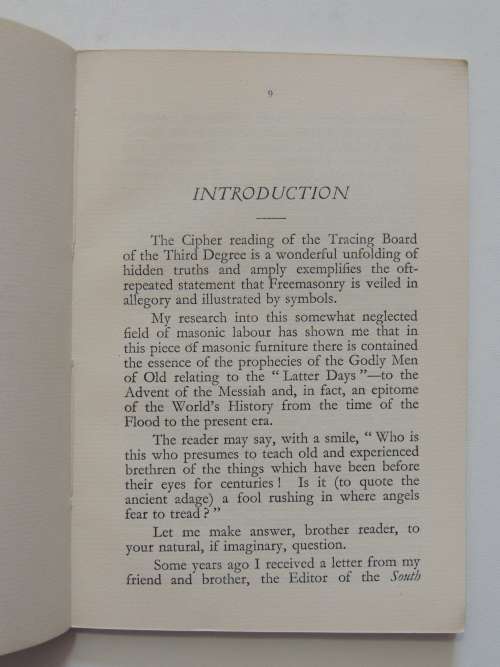 9
INTRODUCTION
The Cipher reading of the Tracing Board
of the Third Degree is a wonderful unfolding of
hidden truths and amply exemplifies the oft-
repeated statement that Freemasonry is veiled in
allegory and illustrated by symbols.
My research into this somewhat neglected
field of masonic labour has shown me that in
this piece of masonic furniture there is contained
the essence of the prophecies of the Godly Men
of Old relating to the “ Latter Days ”—to the
Advent of the Messiah and, in fact, an epitome
of the World's History from the time of the
Flood to the present era.
The reader may say, with a smile, “ Who is
this who presumes to teach old and experienced
brethren of the things which have been before
their eyes for centuries ! Is it (to quote the
ancient adage) a fool rushing in where angels
fear to tread ? ”
Let me make answer, brother reader, to
your natural, if imaginary, question.
Some years ago I received a letter from my
friend and brother, the Editor of the South